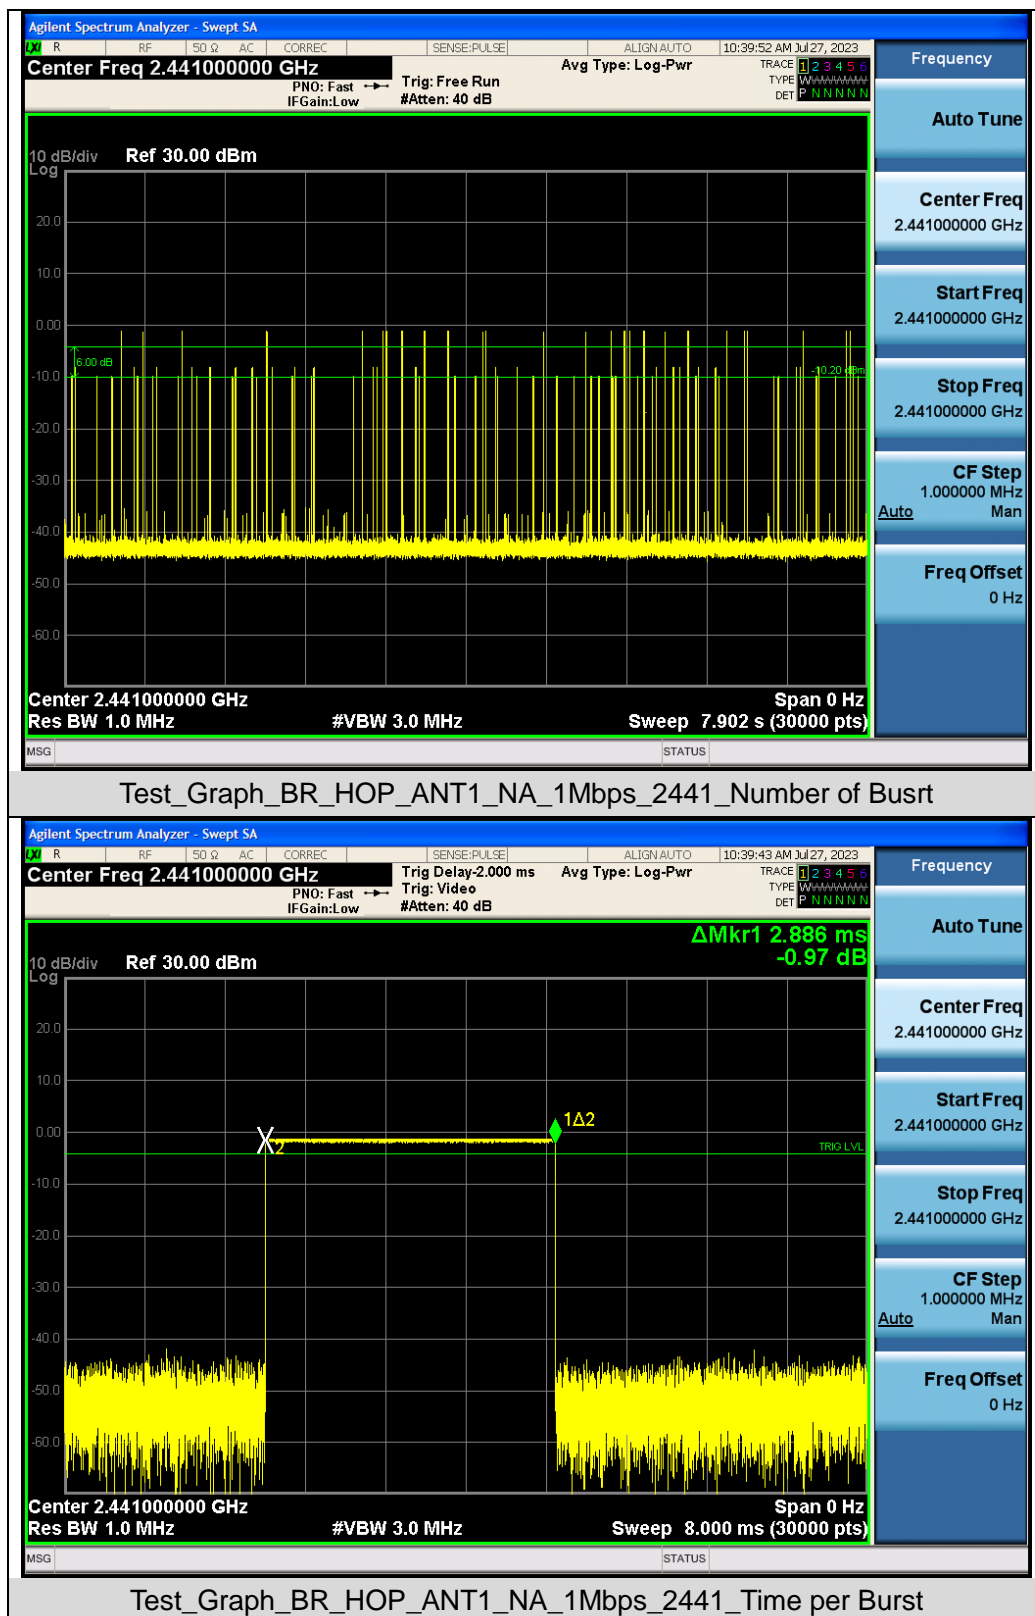 Agilent Spectrum Analyzer - Swept SA
LXI R RF 50 Ω AC CORREC SENSE:PULSE ALIGN AUTO 10:39:52 AM Jul 27, 2023
Center Freq 2.441000000 GHz
PNO: Fast
IFGain:Low
Trig: Free Run
#Atten: 40 dB
Avg Type: Log-Pwr
TRACE 1 2 3 4 5 6
TYPE W
DET P N N N N N
Frequency
Auto Tune
Center Freq
2.441000000 GHz
Start Freq
2.441000000 GHz
Stop Freq
2.441000000 GHz
CF Step
1.000000 MHz
Auto Man
Freq Offset
0 Hz
10 dB/div Ref 30.00 dBm
Log
20.0
10.0
0.00
6.00 dB
-10.20 dBm
-10.0
-20.0
-30.0
-40.0
-50.0
-60.0
Center 2.441000000 GHz Span 0 Hz
Res BW 1.0 MHz #VBW 3.0 MHz Sweep 7.902 s (30000 pts)
MSG STATUS
Test_Graph_BR_HOP_ANT1_NA_1Mbps_2441_Number of Busrt
Agilent Spectrum Analyzer - Swept SA
LXI R RF 50 Ω AC CORREC SENSE:PULSE ALIGN AUTO 10:39:43 AM Jul 27, 2023
Center Freq 2.441000000 GHz
PNO: Fast
IFGain:Low
Trig Delay-2.000 ms
Trig: Video
#Atten: 40 dB
Avg Type: Log-Pwr
TRACE 1 2 3 4 5 6
TYPE W
DET P N N N N N
Frequency
Auto Tune
Center Freq
2.441000000 GHz
Start Freq
2.441000000 GHz
Stop Freq
2.441000000 GHz
CF Step
1.000000 MHz
Auto Man
Freq Offset
0 Hz
ΔMkr1 2.886 ms
-0.97 dB
10 dB/div Ref 30.00 dBm
Log
20.0
10.0
0.00
1Δ2
2
TRIG LVL
-10.0
-20.0
-30.0
-40.0
-50.0
-60.0
Center 2.441000000 GHz Span 0 Hz
Res BW 1.0 MHz #VBW 3.0 MHz Sweep 8.000 ms (30000 pts)
MSG STATUS
Test_Graph_BR_HOP_ANT1_NA_1Mbps_2441_Time per Burst